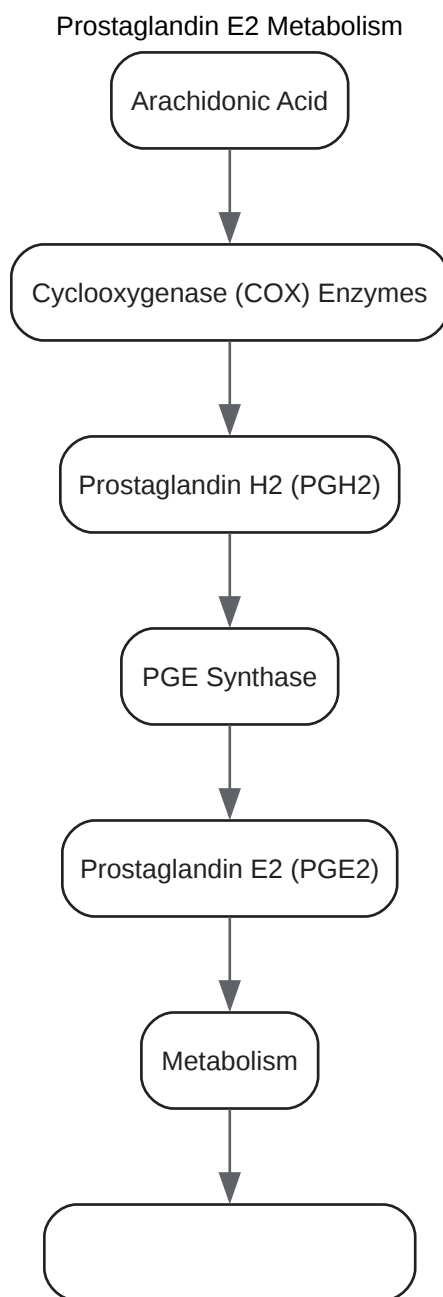 Prostaglandin E2 Metabolism
Arachidonic Acid
Cyclooxygenase (COX) Enzymes
Prostaglandin H2 (PGH2)
PGE Synthase
Prostaglandin E2 (PGE2)
Metabolism